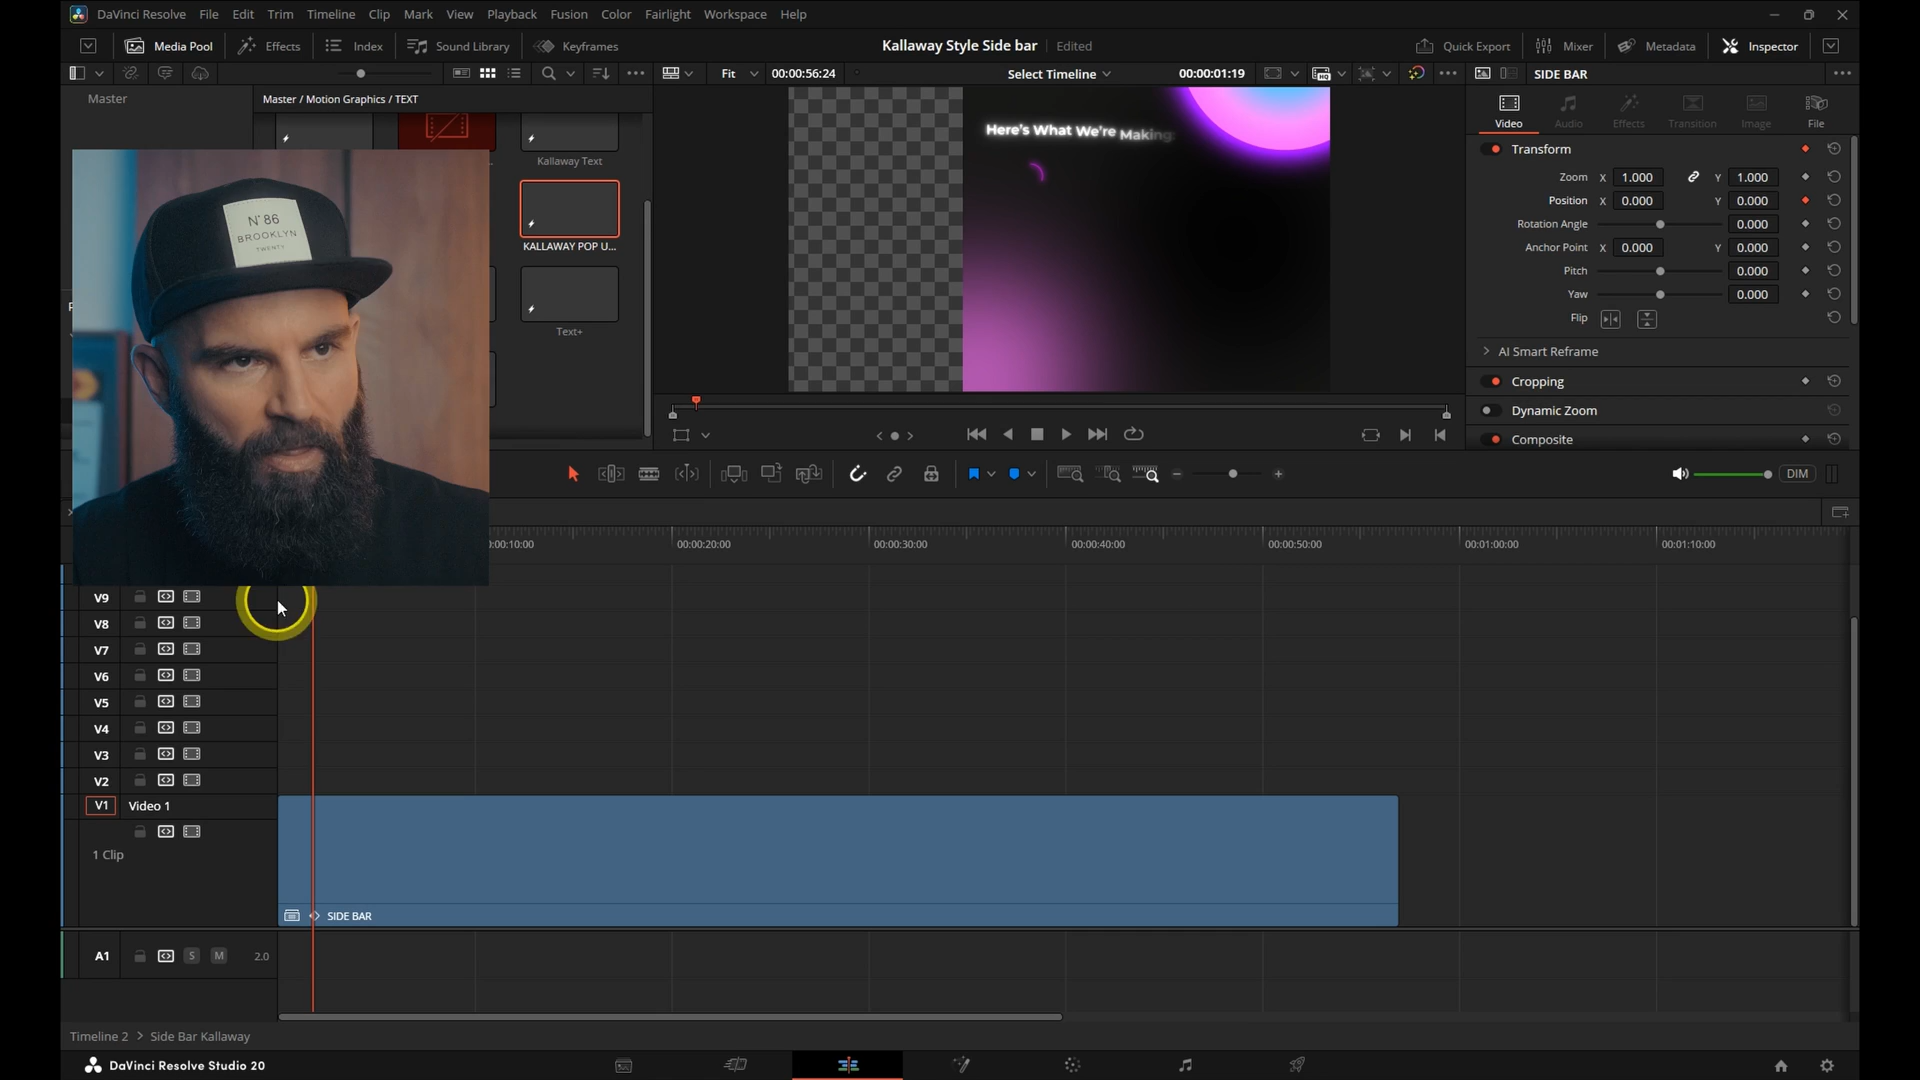 DaVinci Resolve File Edit Trim Timeline Clip Mark View Playback Fusion Color Fairlight Workspace Help
Media Pool Effects Index Sound Library Keyframes Kallaway Style Side bar Edited Quick Export Mixer Metadata Inspector
Fit 00:00:56:24 Select Timeline 00:00:01:19 SIDE BAR
Master Master / Motion Graphics / TEXT
Video Audio Effects Transition Image File
Kallaway Text
KALLAWAY POP U...
Text+
N°86
BROOKLYN
TWENTY
Here's What We're Making:
Transform
Zoom X 1.000 Y 1.000
Position X 0.000 Y 0.000
Rotation Angle 0.000
Anchor Point X 0.000 Y 0.000
Pitch 0.000
Yaw 0.000
Flip
AI Smart Reframe
Cropping
Dynamic Zoom
Composite
DIM
00:00:20:00 00:00:30:00 00:00:40:00 00:00:50:00 00:01:00:00 00:01:10:00
V9
V8
V7
V6
V5
V4
V3
V2
V1 Video 1
1 Clip
SIDE BAR
A1 S M 2.0
Timeline 2 > Side Bar Kallaway
DaVinci Resolve Studio 20